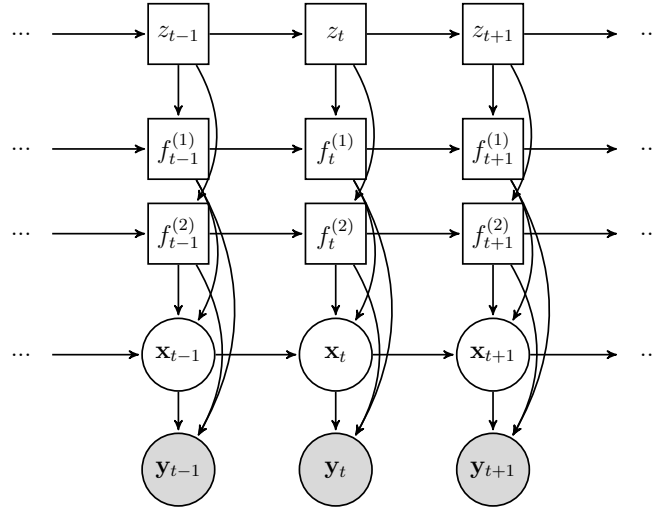 ... z_{t−1} z_t z_{t+1} ...
... f_{t−1}^{(1)} f_t^{(1)} f_{t+1}^{(1)} ...
... f_{t−1}^{(2)} f_t^{(2)} f_{t+1}^{(2)} ...
... x_{t−1} x_t x_{t+1} ...
y_{t−1} y_t y_{t+1}